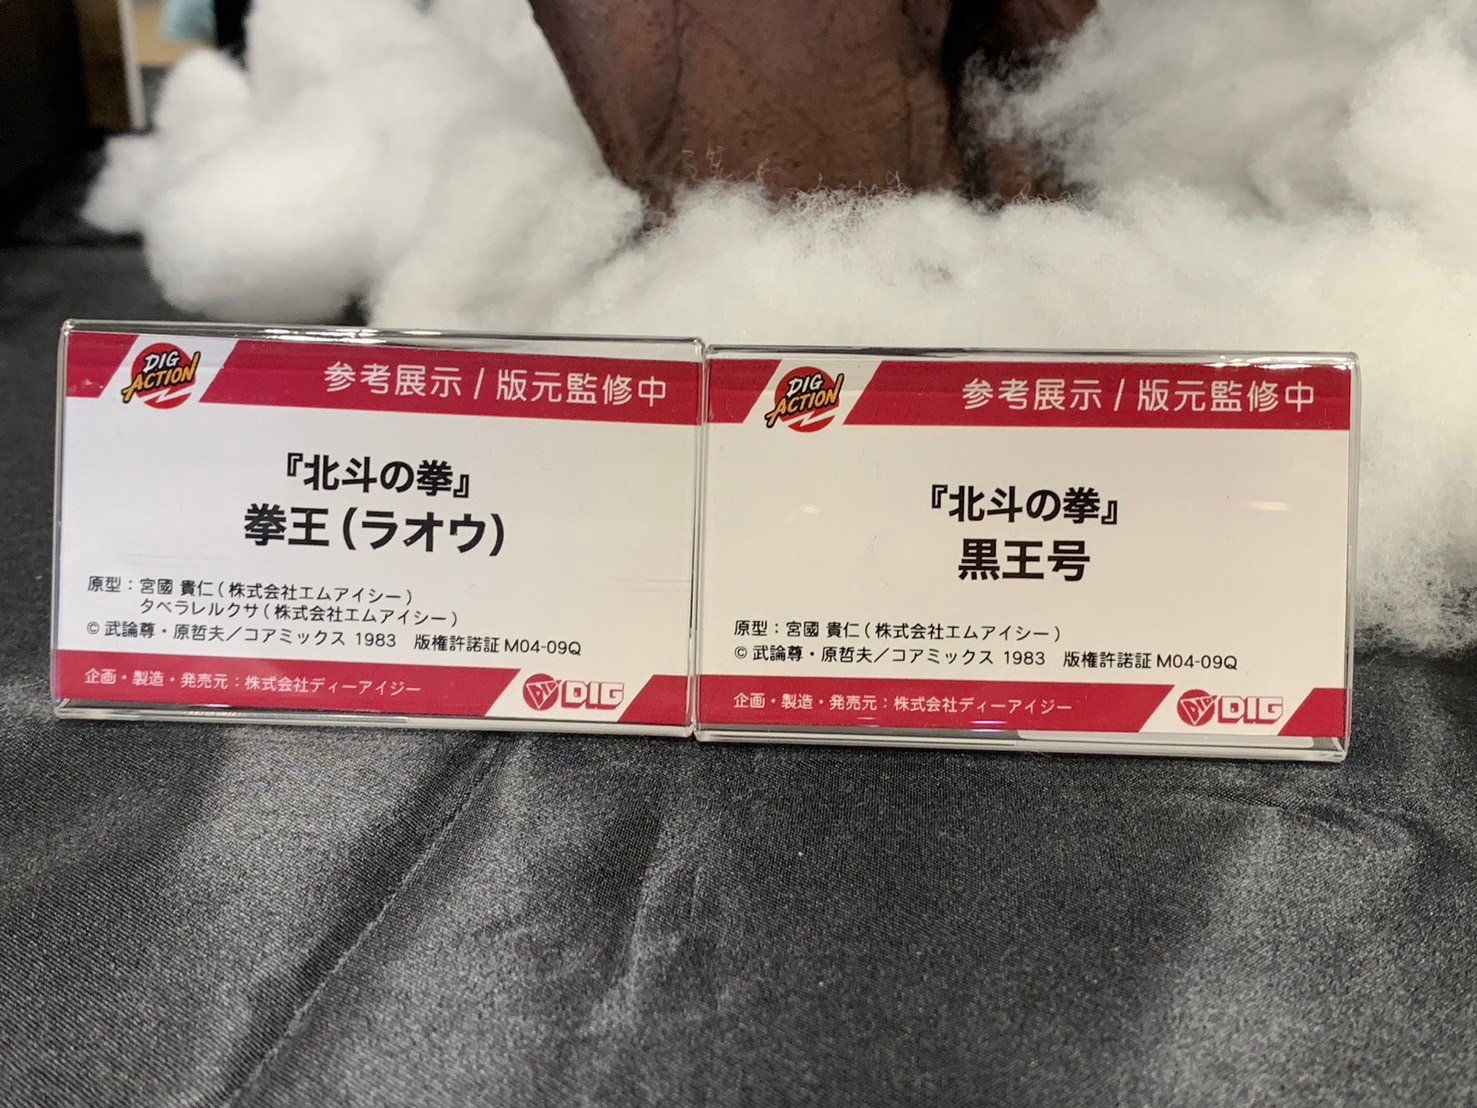 DIG
ACTION
参考展示 / 版元監修中
『北斗の拳』
拳王(ラオウ)
原型：宮國 貴仁(株式会社エムアイシー)
タベラレルクサ(株式会社エムアイシー)
© 武論尊・原哲夫／コアミックス 1983 版権許諾証 M04-09Q
企画・製造・発売元：株式会社ディーアイジー
DIG
DIG
ACTION
参考展示 / 版元監修中
『北斗の拳』
黒王号
原型：宮國 貴仁(株式会社エムアイシー)
© 武論尊・原哲夫／コアミックス 1983 版権許諾証 M04-09Q
企画・製造・発売元：株式会社ディーアイジー
DIG